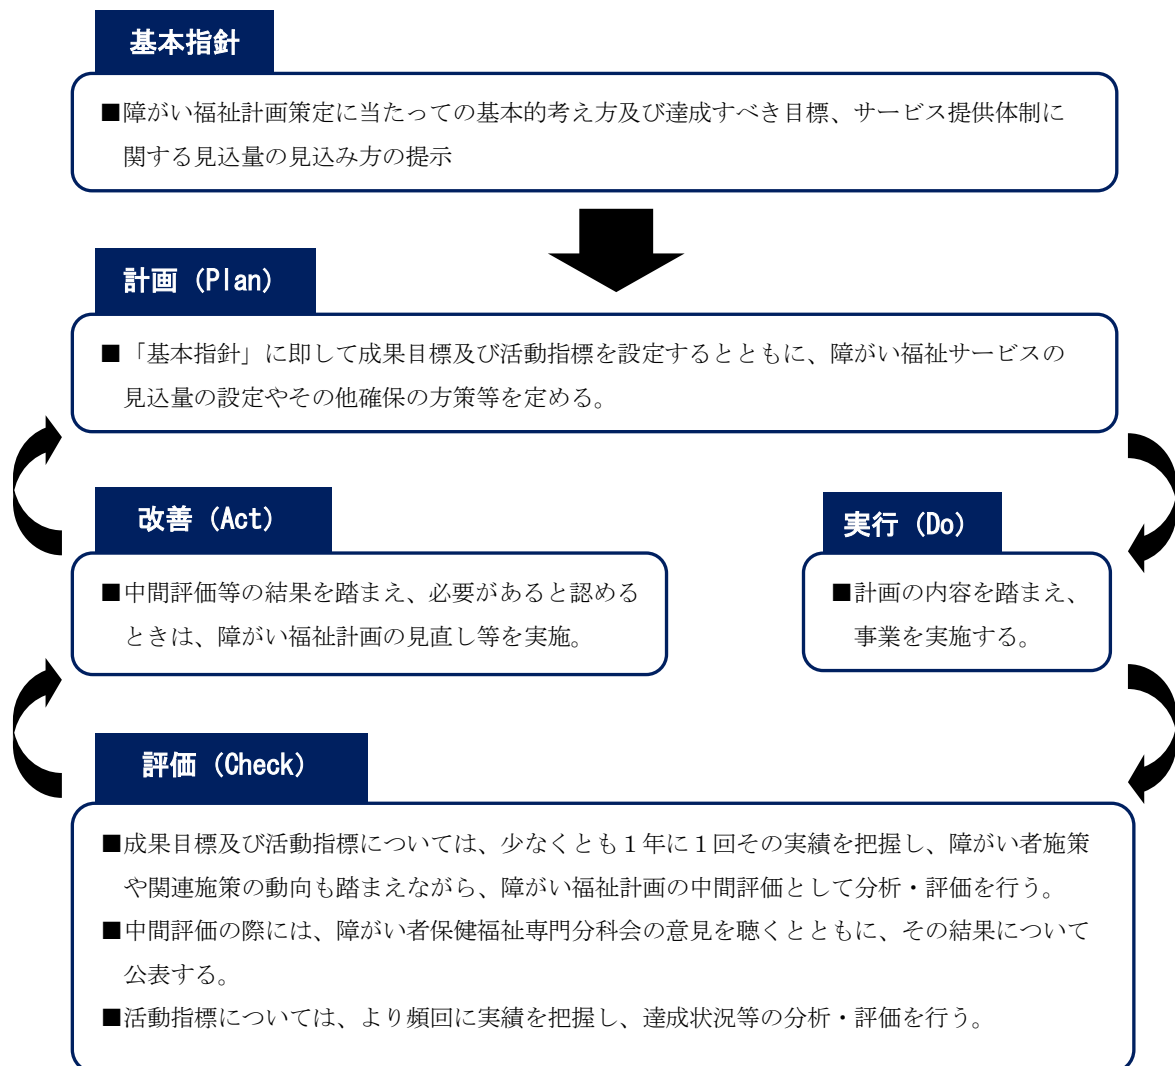 基本指針
■障がい福祉計画策定に当たっての基本的考え方及び達成すべき目標、サービス提供体制に
関する見込量の見込み方の提示
計画（Plan）
■「基本指針」に即して成果目標及び活動指標を設定するとともに、障がい福祉サービスの
見込量の設定やその他確保の方策等を定める。
改善（Act）
■中間評価等の結果を踏まえ、必要があると認める
ときは、障がい福祉計画の見直し等を実施。
実行（Do）
■計画の内容を踏まえ、
事業を実施する。
評価（Check）
■成果目標及び活動指標については、少なくとも１年に１回その実績を把握し、障がい者施策
や関連施策の動向も踏まえながら、障がい福祉計画の中間評価として分析・評価を行う。
■中間評価の際には、障がい者保健福祉専門分科会の意見を聴くとともに、その結果について
公表する。
■活動指標については、より頻回に実績を把握し、達成状況等の分析・評価を行う。